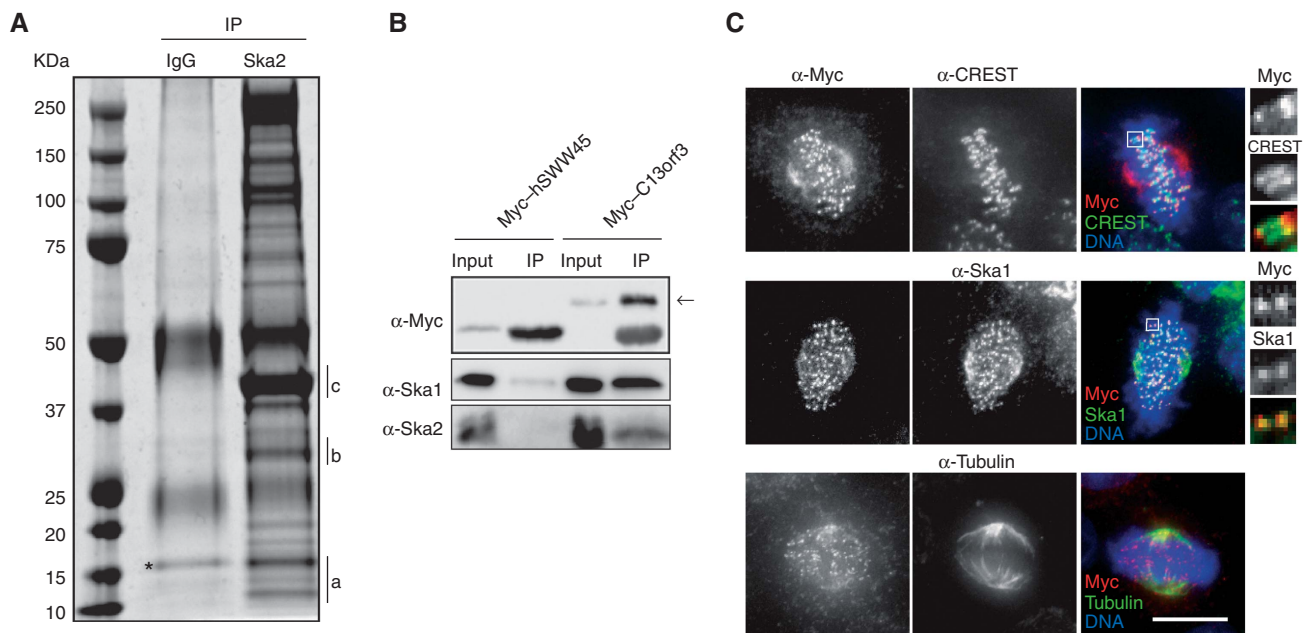 A
IP
KDa
IgG
Ska2
250
150
100
75
50
37
25
20
15
10
*
c
b
a
B
Myc–hSWW45
Myc–C13orf3
Input
IP
Input
IP
α-Myc
←
α-Ska1
α-Ska2
C
α-Myc
α-CREST
Myc
CREST
Myc
CREST
DNA
α-Ska1
Myc
Ska1
Myc
Ska1
DNA
α-Tubulin
Myc
Tubulin
DNA